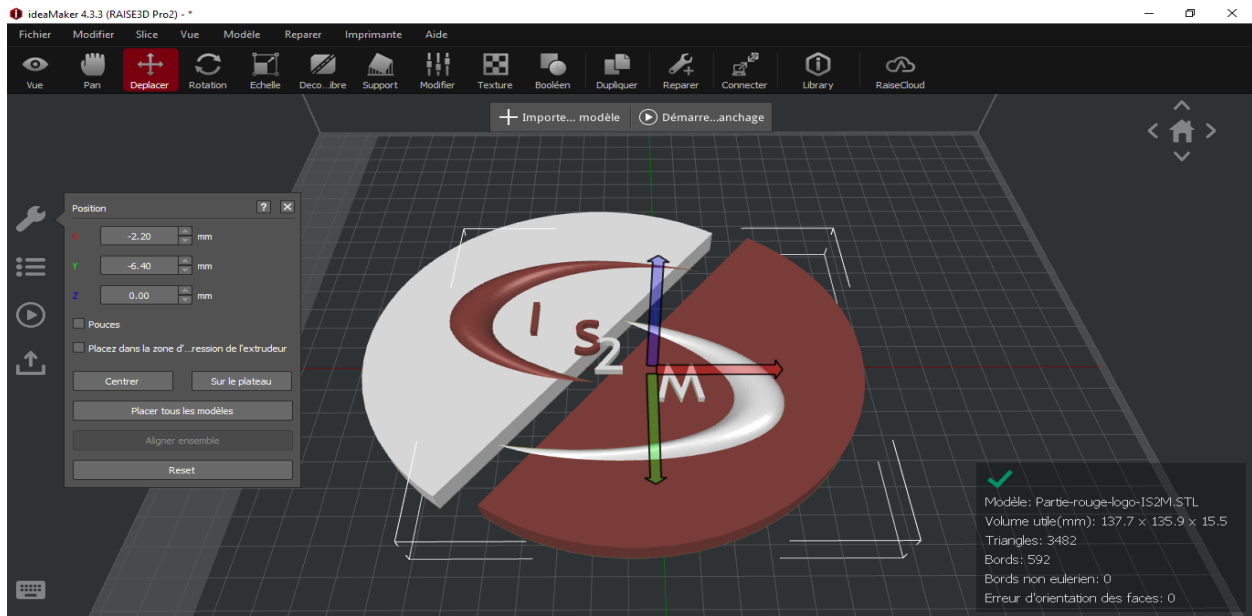 ideaMaker 4.3.3 (RAISE3D Pro2) - *
Fichier Modifier Slice Vue Modèle Reparer Imprimante Aide
Vue Pan Deplacer Rotation Echelle Deco...ibre Support Modifier Texture Booléen Dupliquer Reparer Connecter Library RaiseCloud
Importe... modèle Démarre...anchage
Position ?
X -2.20 mm
Y -6.40 mm
Z 0.00 mm
Pouces
Placez dans la zone d'...ression de l'extrudeur
Centrer Sur le plateau
Placer tous les modèles
Aligner ensemble
Reset
I S 2 M
Modèle: Partie-rouge-logo-IS2M.STL
Volume utile(mm): 137.7 × 135.9 × 15.5
Triangles: 3482
Bords: 592
Bords non eulerien: 0
Erreur d'orientation des faces: 0